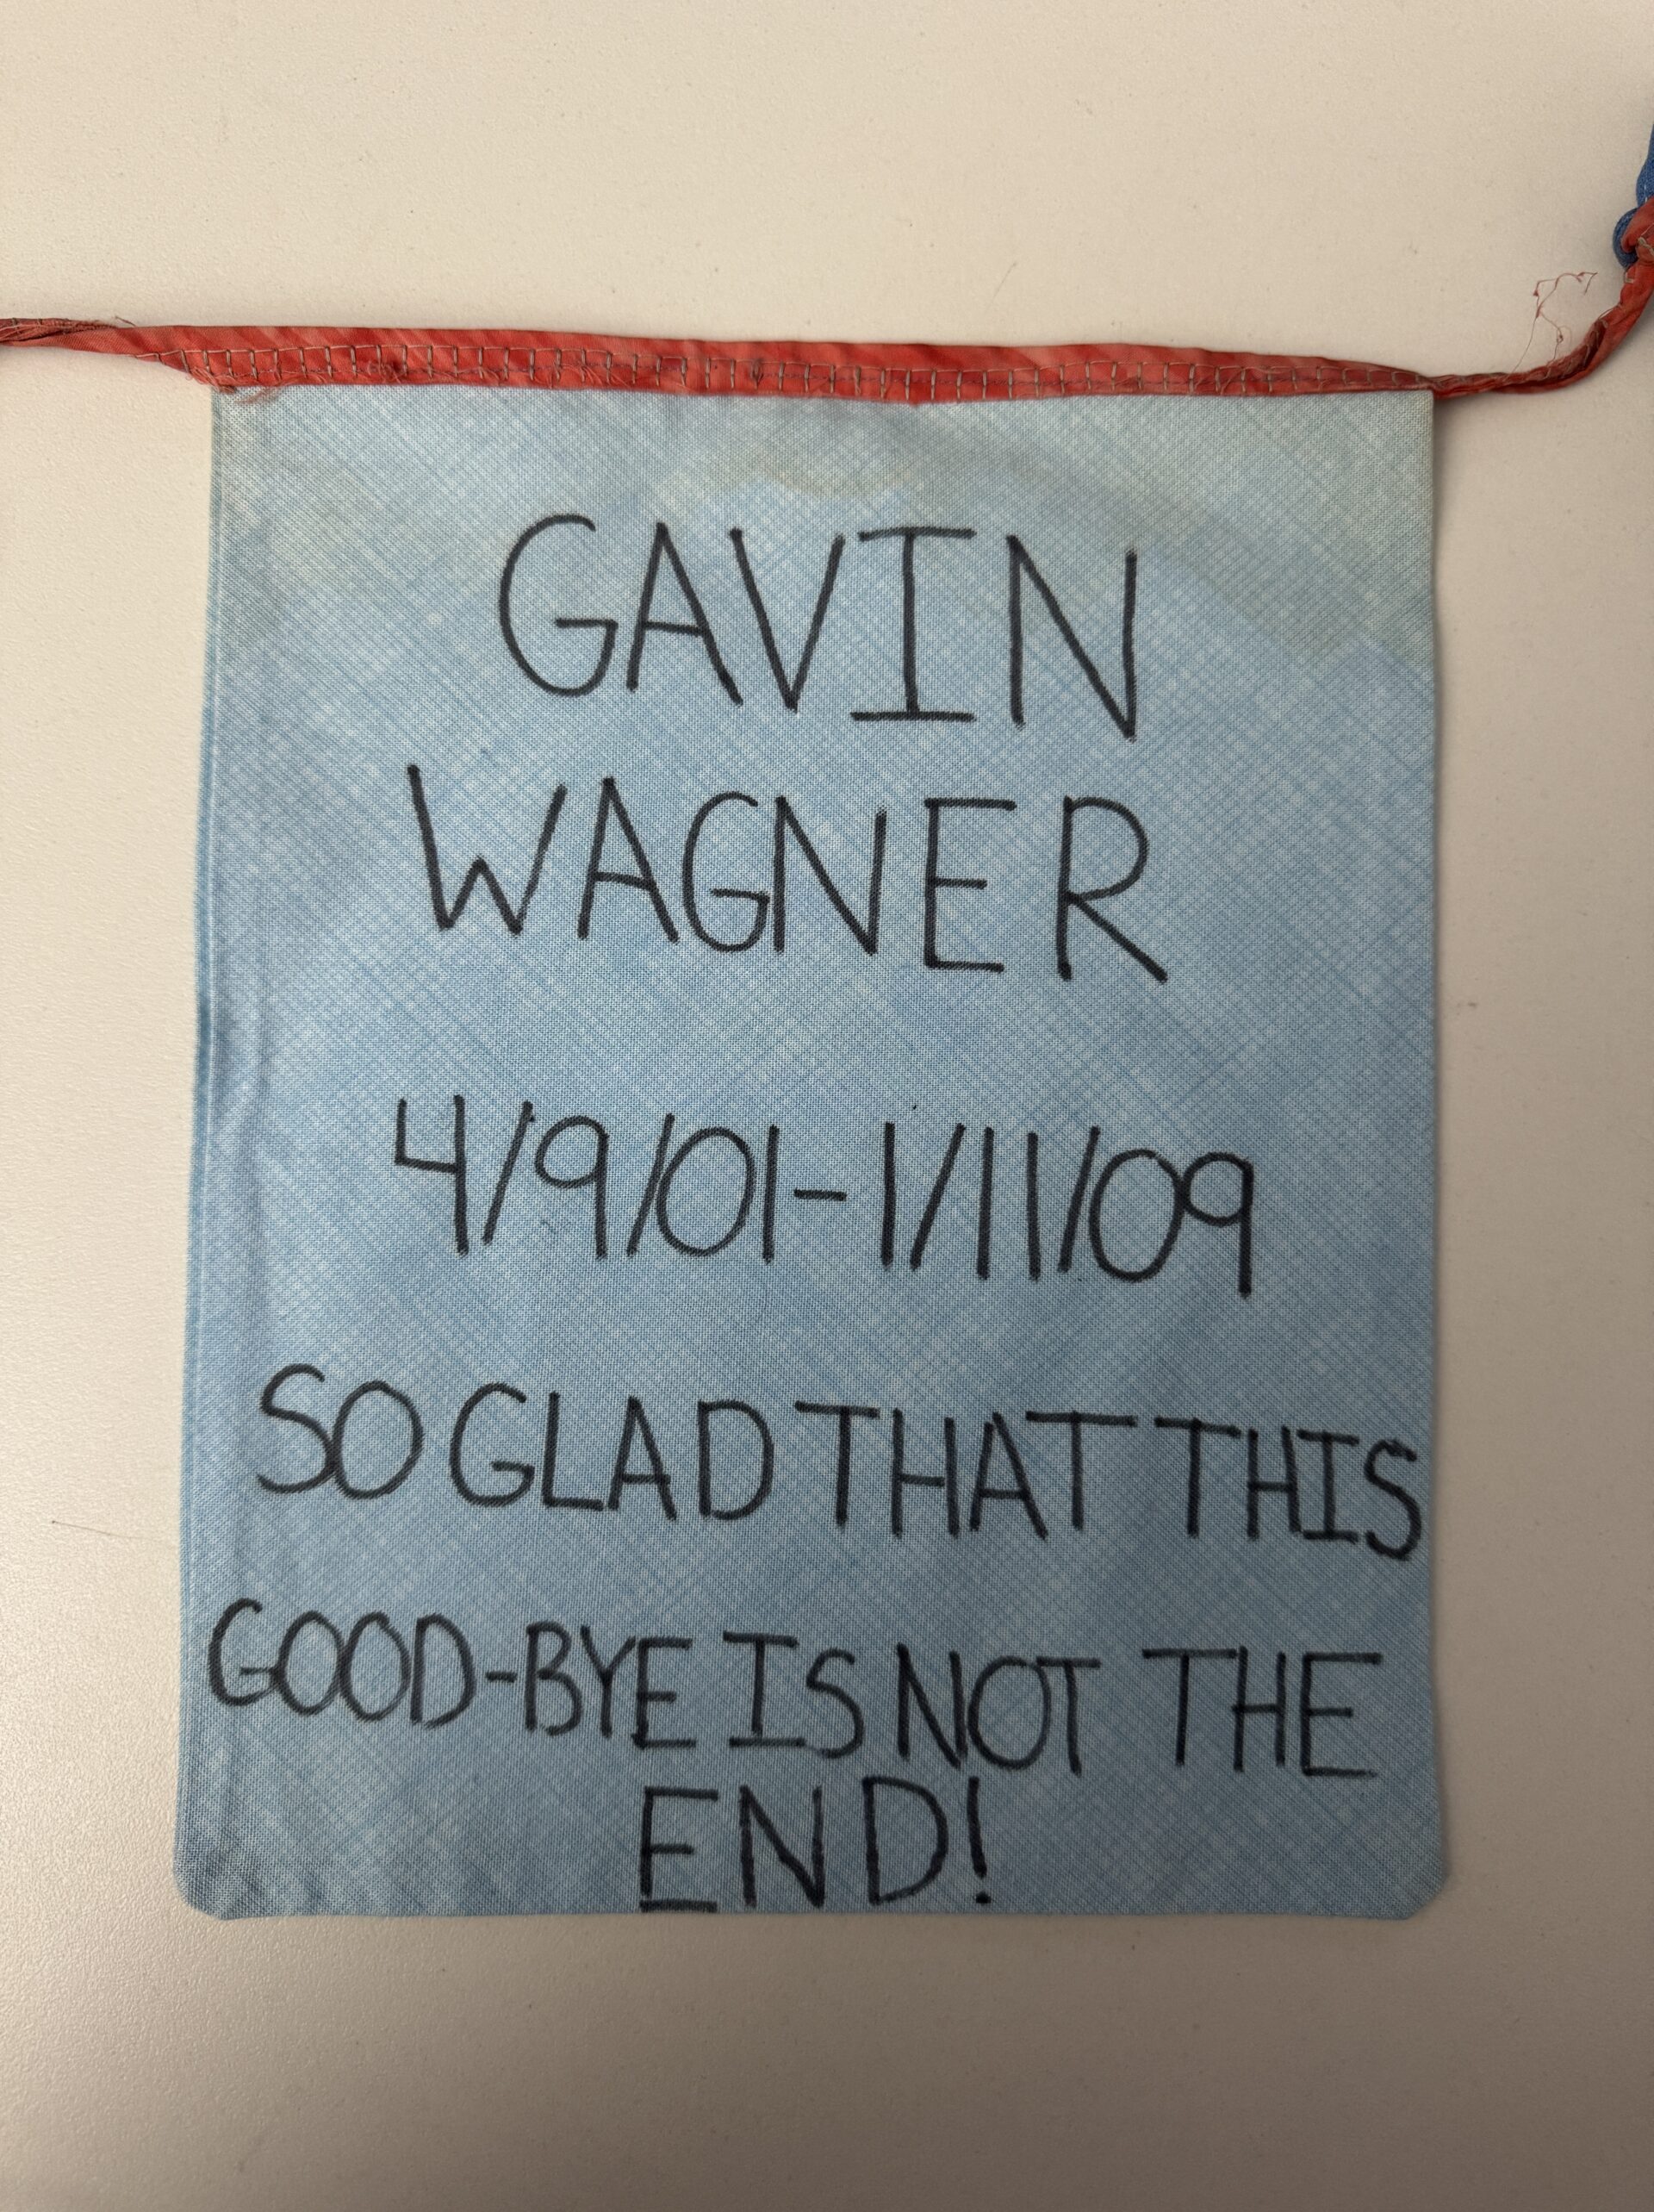 GAVIN
WAGNER
4/9/01-1/11/09
SO GLAD THAT THIS
GOOD-BYE IS NOT THE
END!